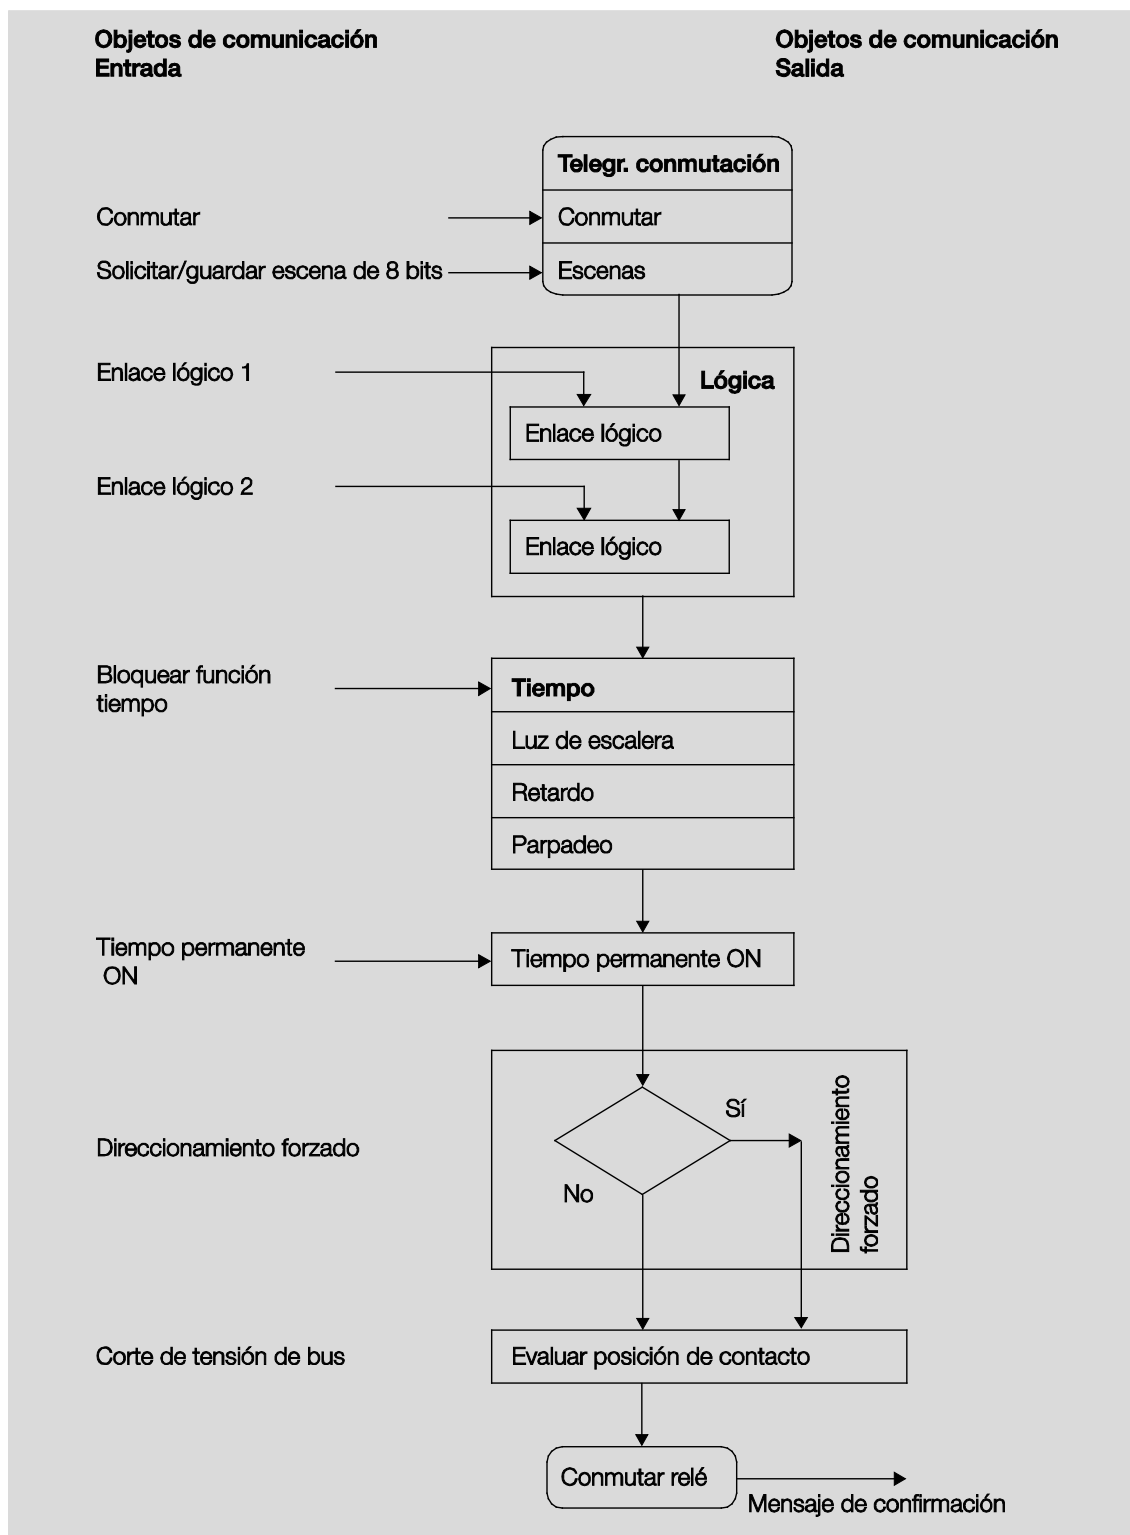 Objetos de comunicación
Entrada
Objetos de comunicación
Salida
Telegr. conmutación
Conmutar
Conmutar
Solicitar/guardar escena de 8 bits
Escenas
Enlace lógico 1
Lógica
Enlace lógico
Enlace lógico 2
Enlace lógico
Bloquear función
tiempo
Tiempo
Luz de escalera
Retardo
Parpadeo
Tiempo permanente
ON
Tiempo permanente ON
Direccionamiento forzado
Sí
No
Direccionamiento
forzado
Corte de tensión de bus
Evaluar posición de contacto
Conmutar relé
Mensaje de confirmación